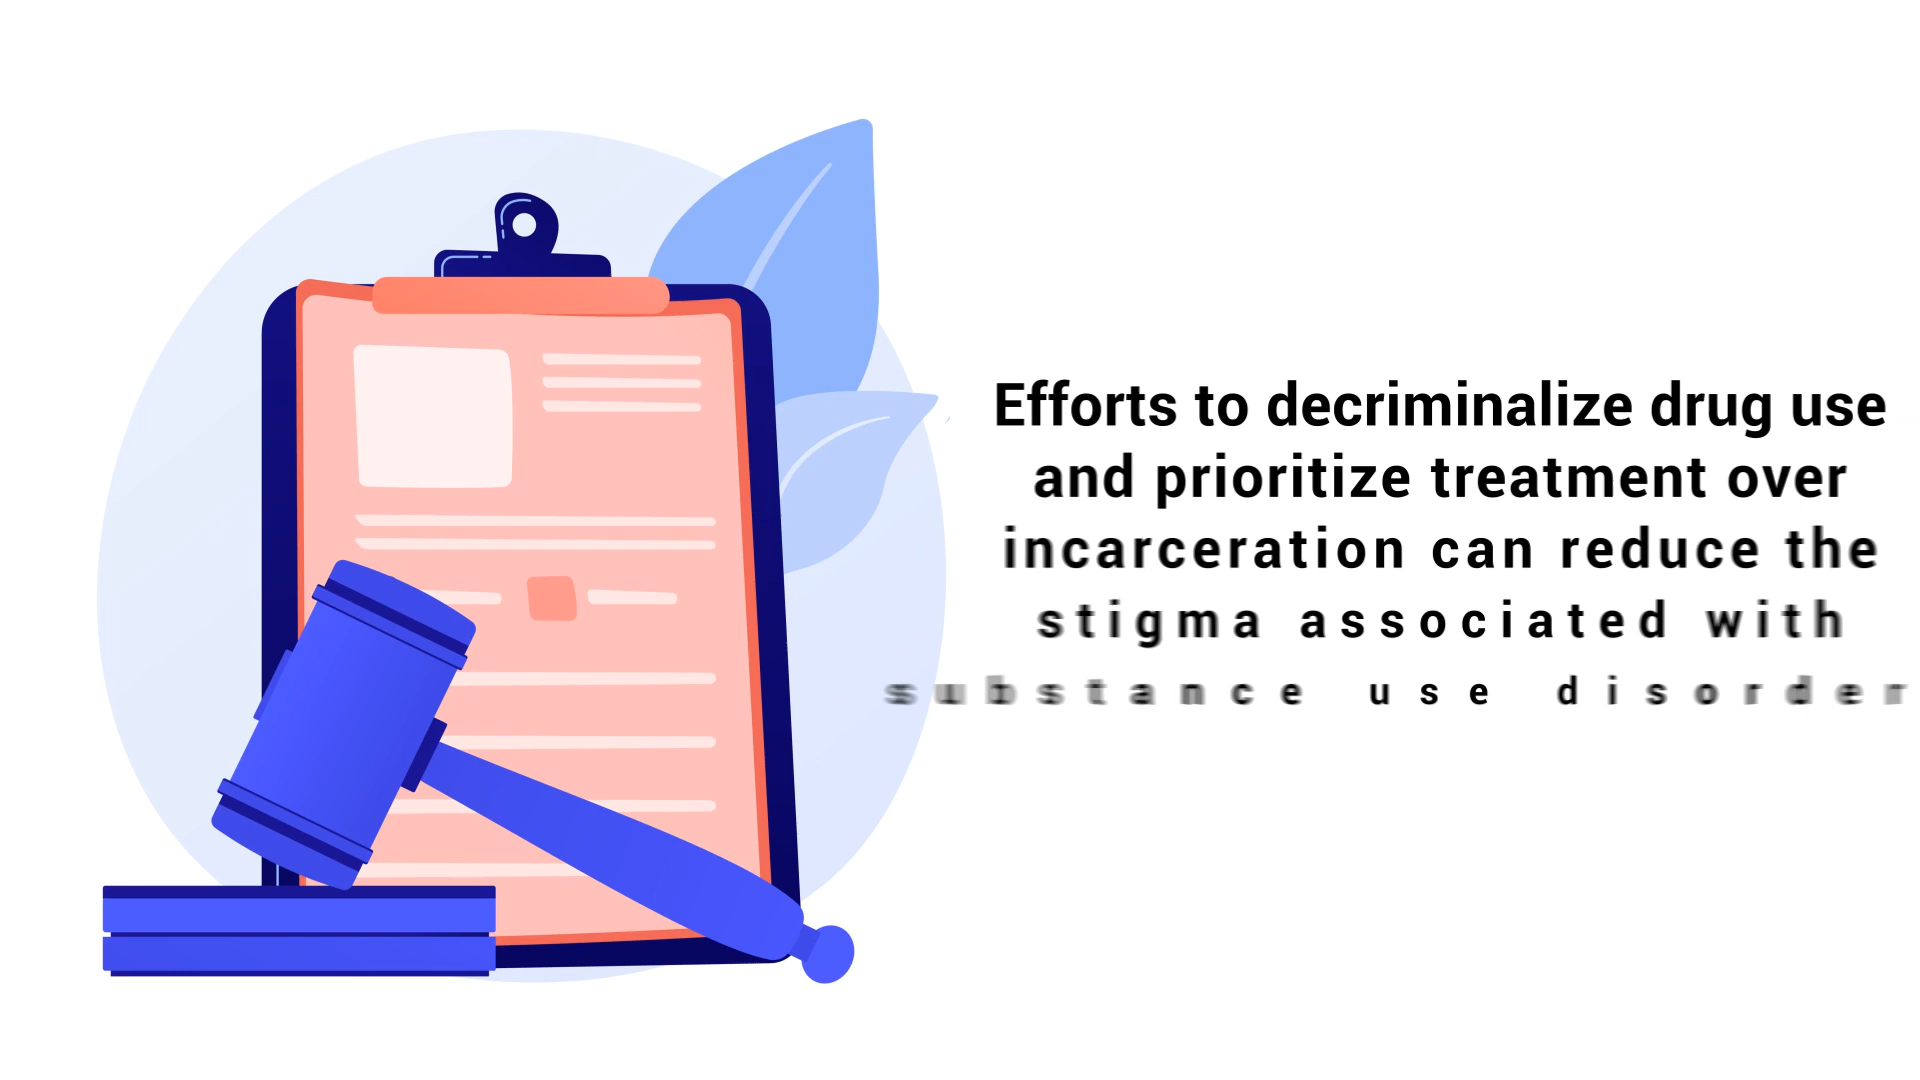 Efforts to decriminalize drug use
and prioritize treatment over
incarceration can reduce the
stigma associated with
substance use disorder